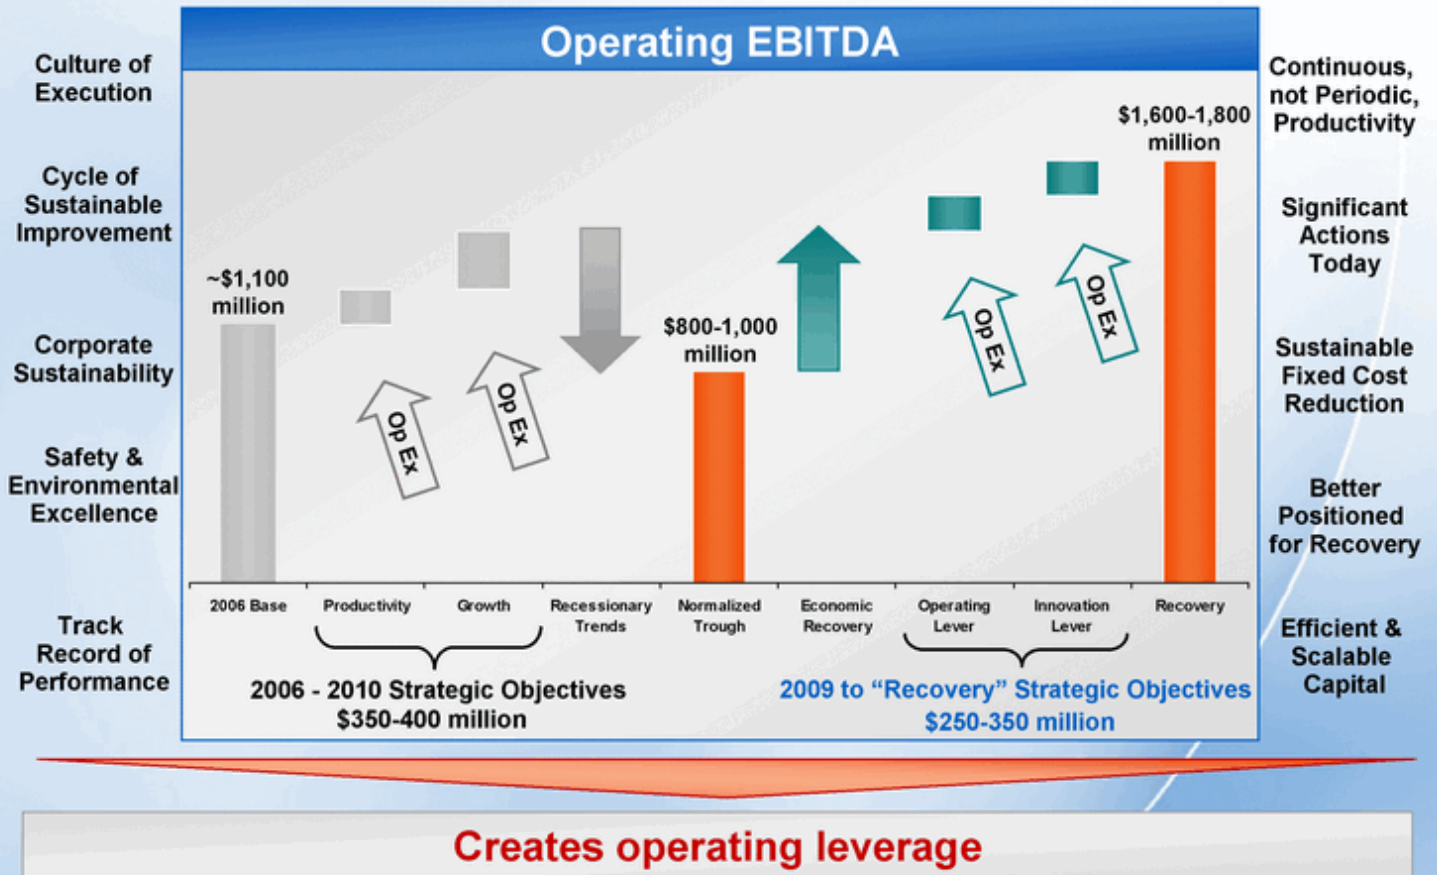 Operating EBITDA
Culture of
Execution
Cycle of
Sustainable
Improvement
Corporate
Sustainability
Safety &
Environmental
Excellence
Track
Record of
Performance
~$1,100
million
Op Ex
Op Ex
$800-1,000
million
Op Ex
Op Ex
$1,600-1,800
million
2006 Base
Productivity
Growth
Recessionary
Trends
Normalized
Trough
Economic
Recovery
Operating
Lever
Innovation
Lever
Recovery
2006 - 2010 Strategic Objectives
$350-400 million
2009 to “Recovery” Strategic Objectives
$250-350 million
Continuous,
not Periodic,
Productivity
Significant
Actions
Today
Sustainable
Fixed Cost
Reduction
Better
Positioned
for Recovery
Efficient &
Scalable
Capital
Creates operating leverage